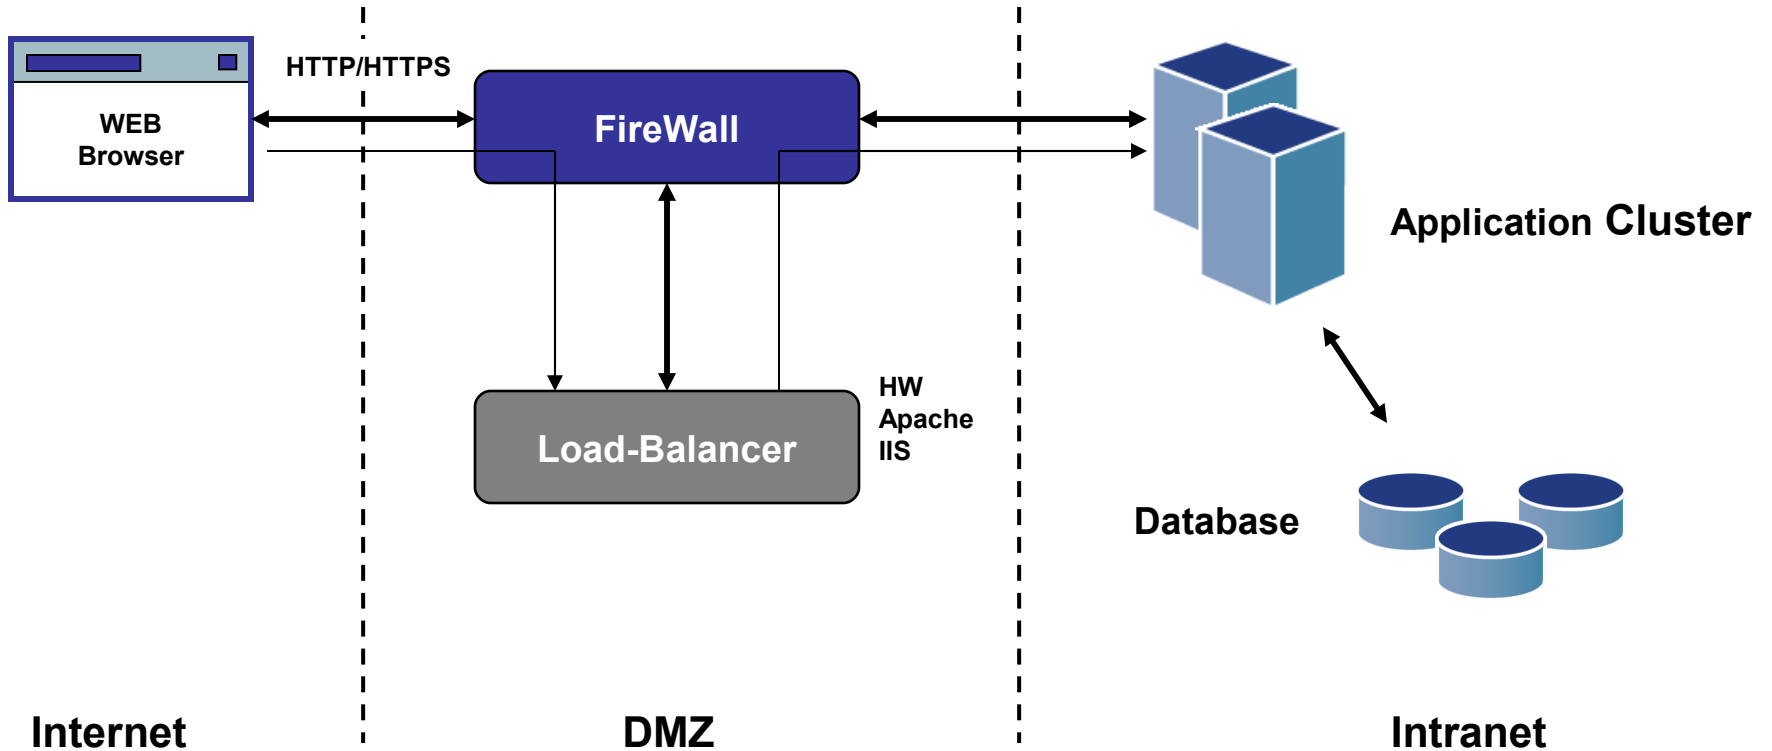 HTTP/HTTPS
WEB
Browser
FireWall
Application Cluster
HW
Apache
IIS
Load-Balancer
Database
Internet
DMZ
Intranet